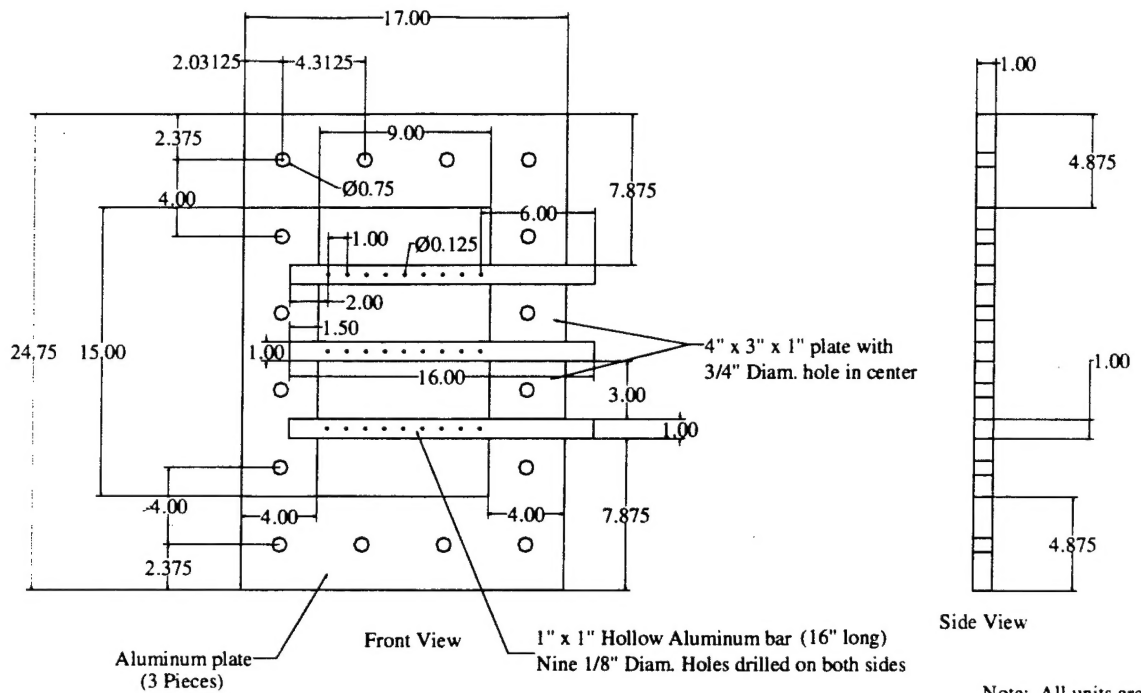 17.00
1.00
2.03125
4.3125
2.375
9.00
4.875
Ø0.75
7.875
4.00
6.00
1.00
Ø0.125
2.00
1.50
24.75
15.00
1.00
4" x 3" x 1" plate with
3/4" Diam. hole in center
16.00
1.00
3.00
1.00
-4.00
4.00
4.00
7.875
4.875
2.375
Side View
Front View
1" x 1" Hollow Aluminum bar (16" long)
Nine 1/8" Diam. Holes drilled on both sides
Aluminum plate
(3 Pieces)
Note: All units are